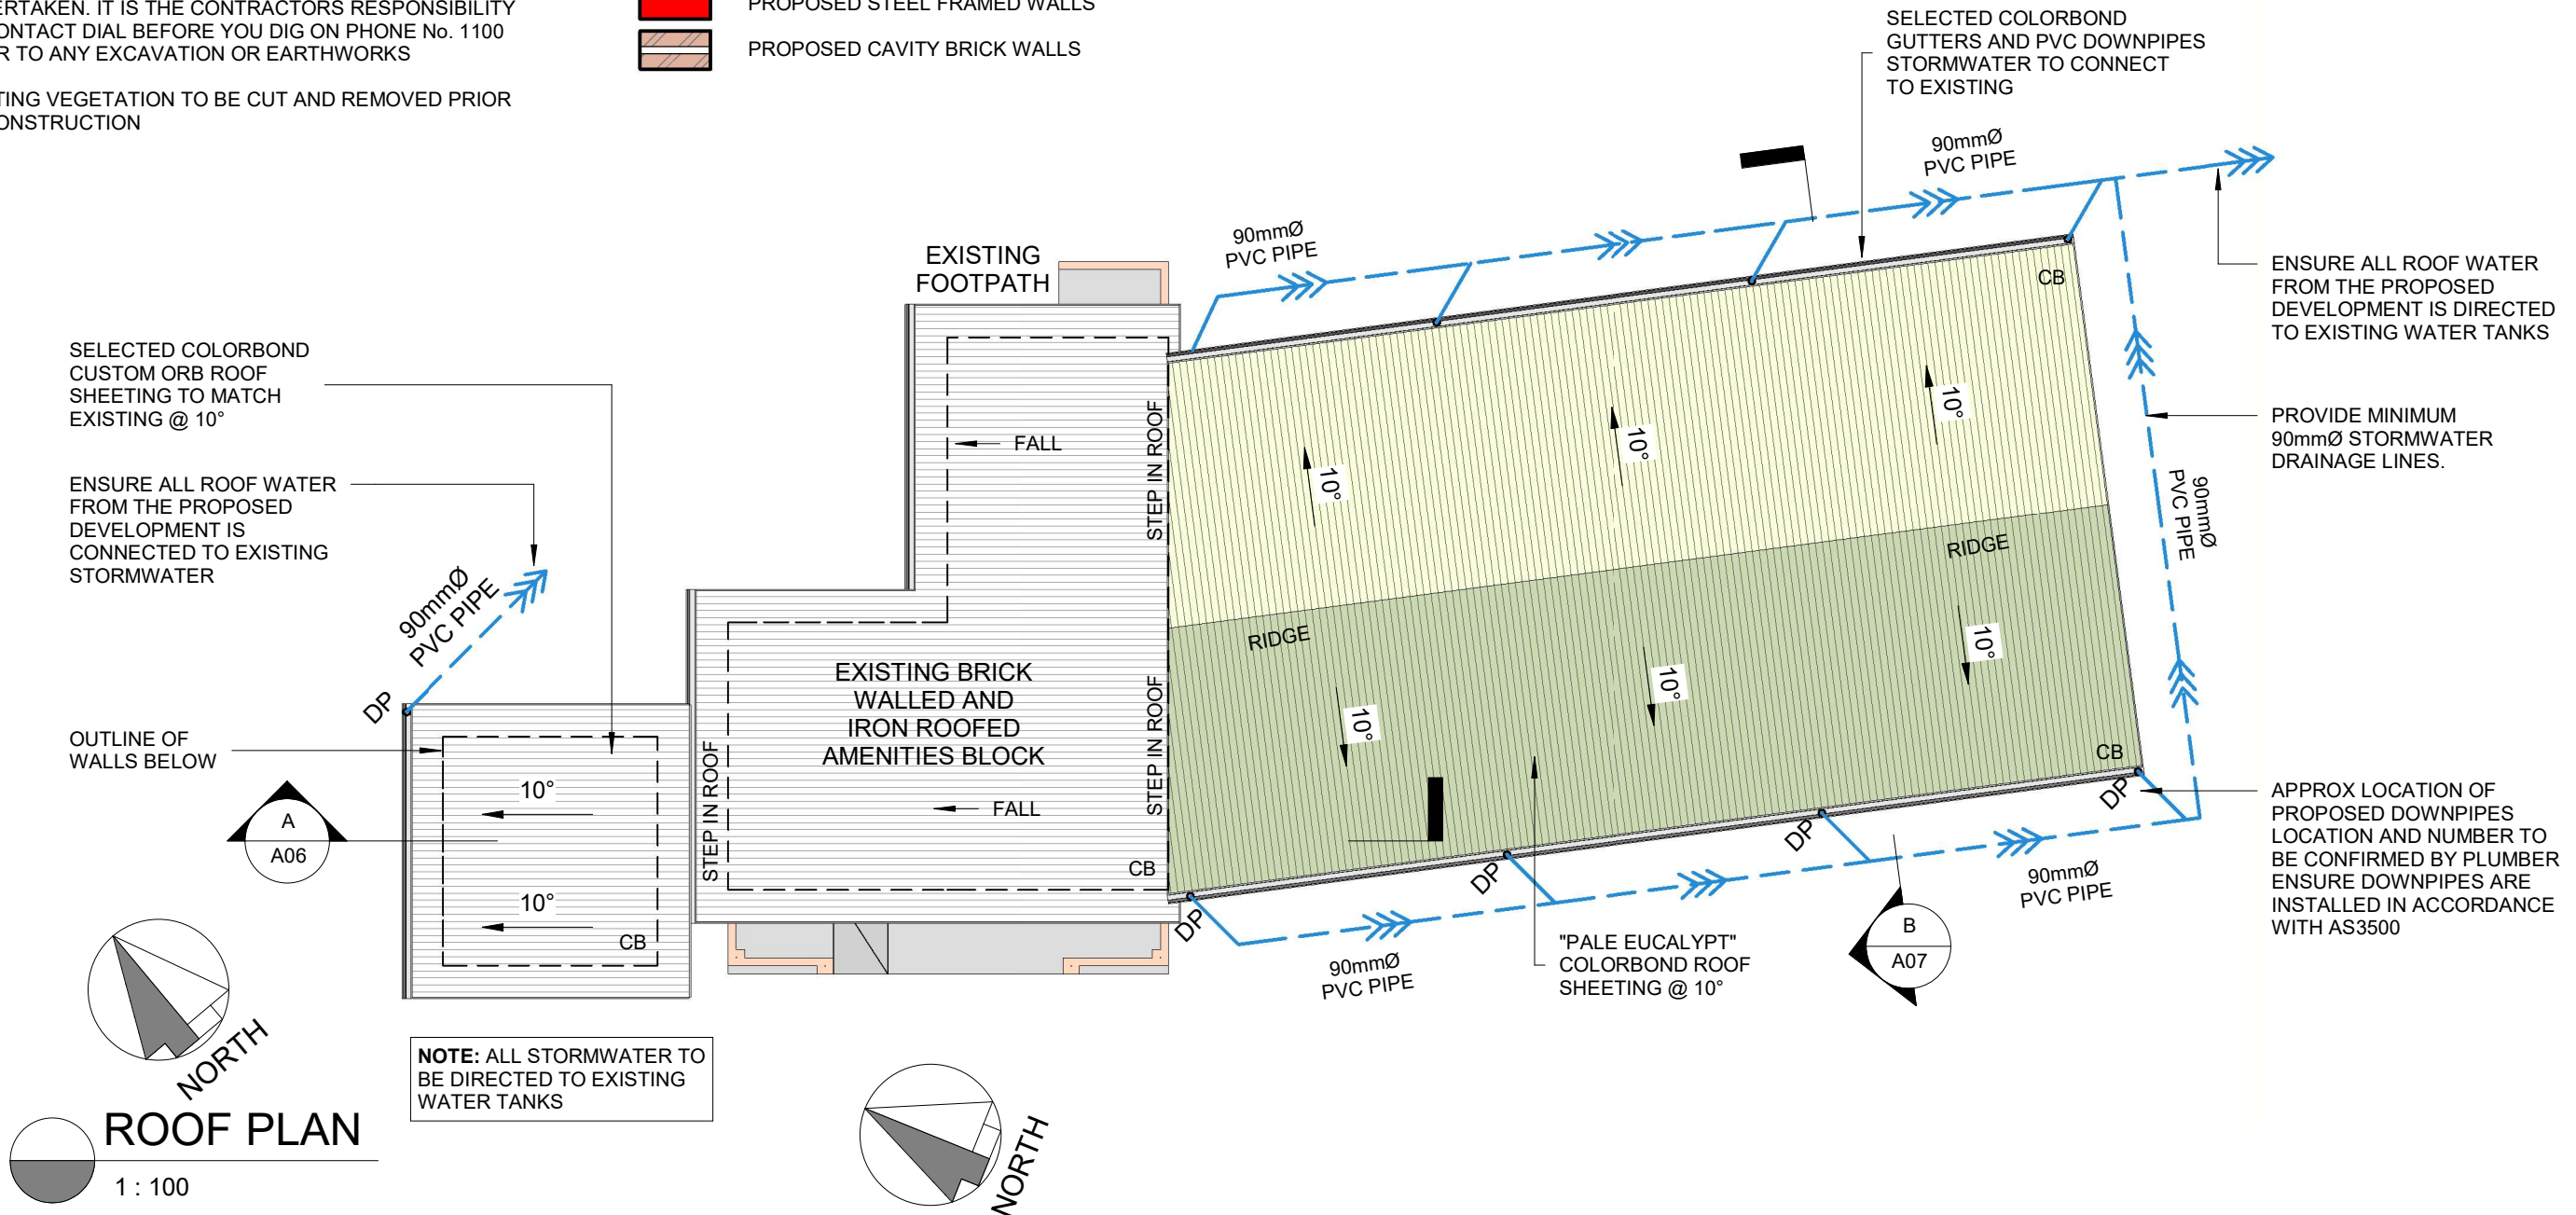 ERTAKEN. IT IS THE CONTRACTORS RESPONSIBILITY
ONTACT DIAL BEFORE YOU DIG ON PHONE No. 1100
R TO ANY EXCAVATION OR EARTHWORKS
TING VEGETATION TO BE CUT AND REMOVED PRIOR
ONSTRUCTION
PROPOSED STEEL FRAMED WALLS
PROPOSED CAVITY BRICK WALLS
SELECTED COLORBOND
GUTTERS AND PVC DOWNPIPES
STORMWATER TO CONNECT
TO EXISTING
90mmØ
PVC PIPE
90mmØ
PVC PIPE
EXISTING
FOOTPATH
ENSURE ALL ROOF WATER
FROM THE PROPOSED
DEVELOPMENT IS DIRECTED
TO EXISTING WATER TANKS
PROVIDE MINIMUM
90mmØ STORMWATER
DRAINAGE LINES.
90mmØ
PVC PIPE
SELECTED COLORBOND
CUSTOM ORB ROOF
SHEETING TO MATCH
EXISTING @ 10°
ENSURE ALL ROOF WATER
FROM THE PROPOSED
DEVELOPMENT IS
CONNECTED TO EXISTING
STORMWATER
90mmØ
PVC PIPE
DP
OUTLINE OF
WALLS BELOW
A
A06
10°
10°
CB
STEP IN ROOF
FALL
EXISTING BRICK
WALLED AND
IRON ROOFED
AMENITIES BLOCK
FALL
CB
STEP IN ROOF
STEP IN ROOF
CB
10°
10°
10°
RIDGE
RIDGE
10°
10°
10°
CB
DP
DP
DP
DP
APPROX LOCATION OF
PROPOSED DOWNPIPES
LOCATION AND NUMBER TO
BE CONFIRMED BY PLUMBER
ENSURE DOWNPIPES ARE
INSTALLED IN ACCORDANCE
WITH AS3500
90mmØ
PVC PIPE
90mmØ
PVC PIPE
"PALE EUCALYPT"
COLORBOND ROOF
SHEETING @ 10°
B
A07
NORTH
NOTE: ALL STORMWATER TO
BE DIRECTED TO EXISTING
WATER TANKS
NORTH
ROOF PLAN
1 : 100